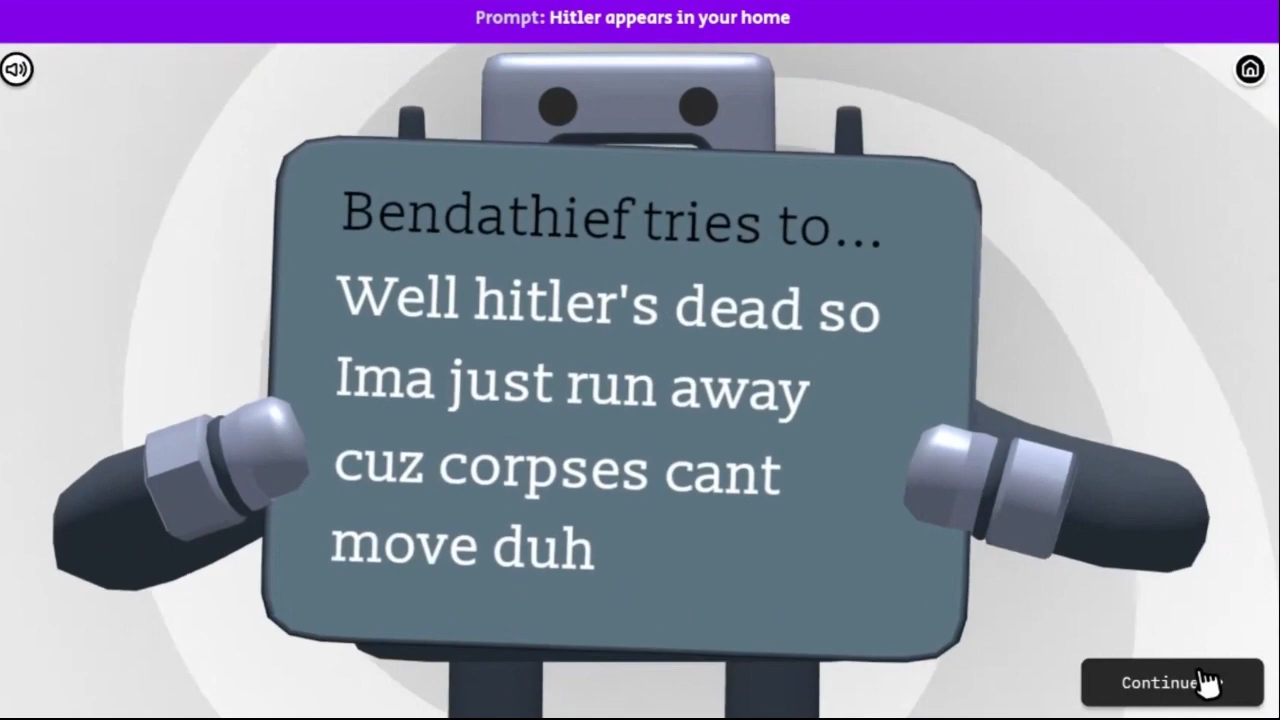 Prompt: Hitler appears in your home
Bendathief tries to...
Well hitler's dead so
Ima just run away
cuz corpses cant
move duh
Continue